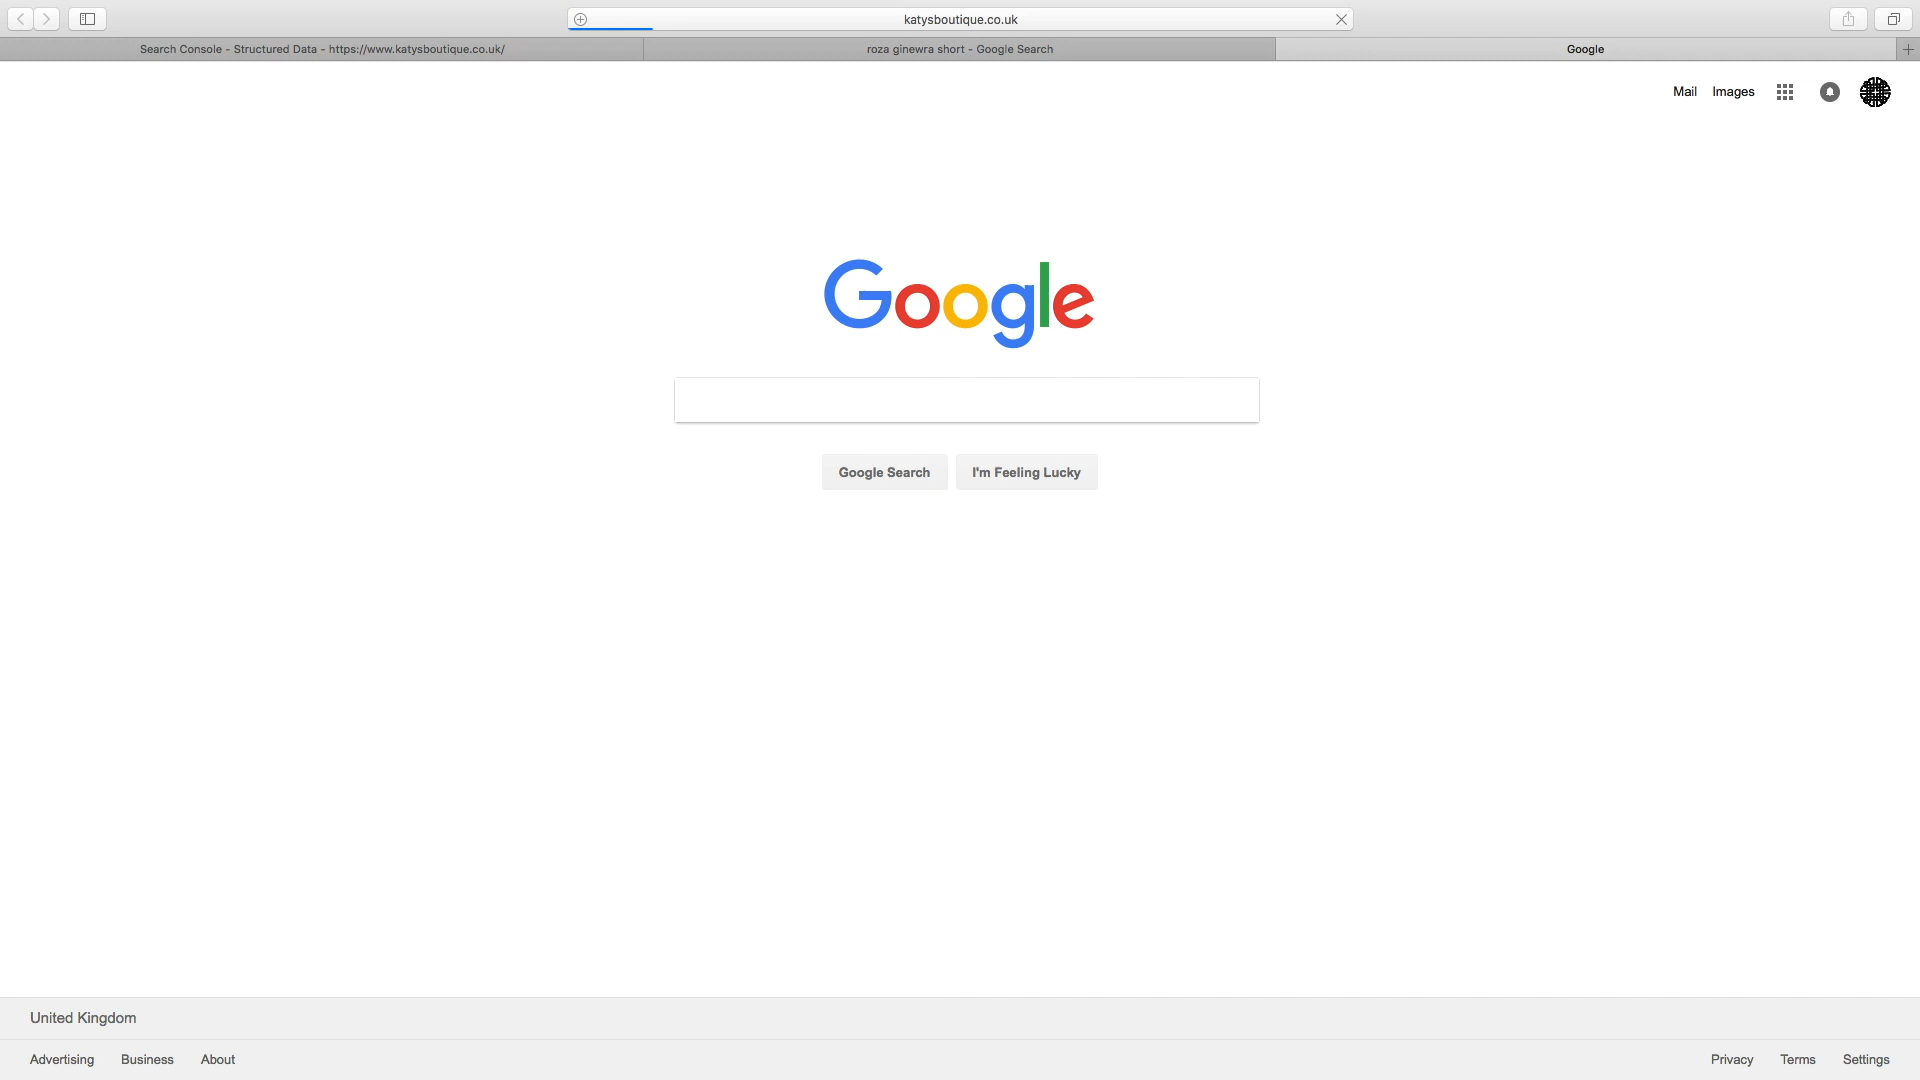 katysboutique.co.uk
Search Console - Structured Data - https://www.katysboutique.co.uk/
roza ginewra short - Google Search
Google
Mail
Images
Google
Google Search
I'm Feeling Lucky
United Kingdom
Advertising
Business
About
Privacy
Terms
Settings